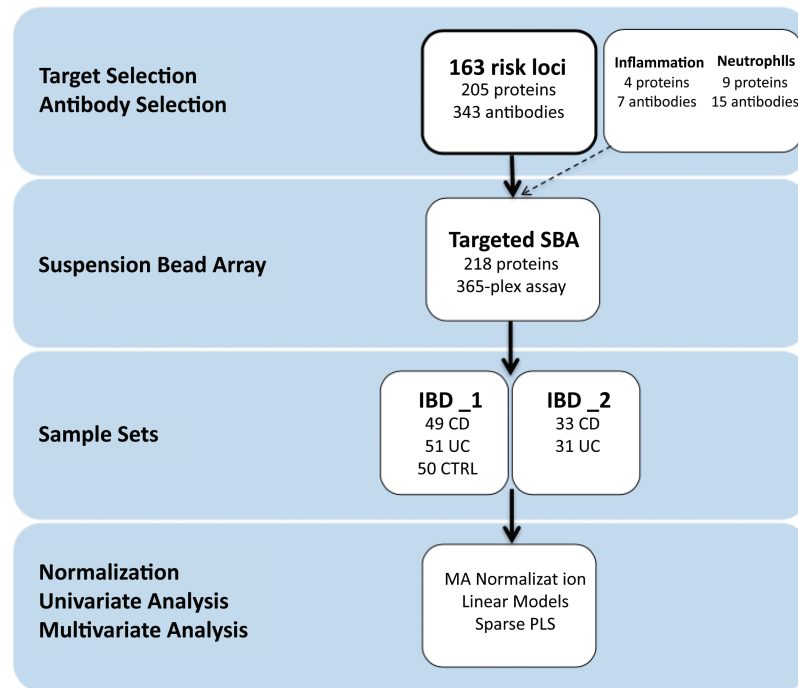 Target Selection
Antibody Selection
163 risk loci
205 proteins
343 antibodies
Inflammation
4 proteins
7 antibodies
Neutrophlls
9 proteins
15 antibodies
Suspension Bead Array
Targeted SBA
218 proteins
365-plex assay
Sample Sets
IBD _1
49 CD
51 UC
50 CTRL
IBD _2
33 CD
31 UC
Normalization
Univariate Analysis
Multivariate Analysis
MA Normalizat ion
Linear Models
Sparse PLS